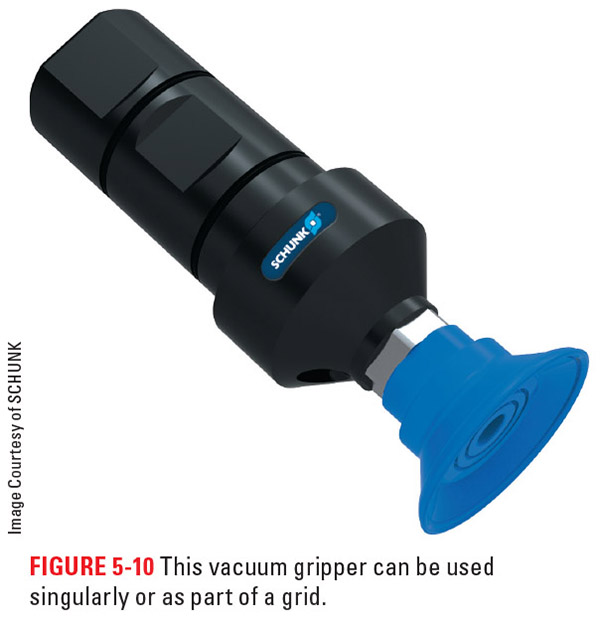 SCHUNK
Image Courtesy of SCHUNK
FIGURE 5-10 This vacuum gripper can be used
singularly or as part of a grid.